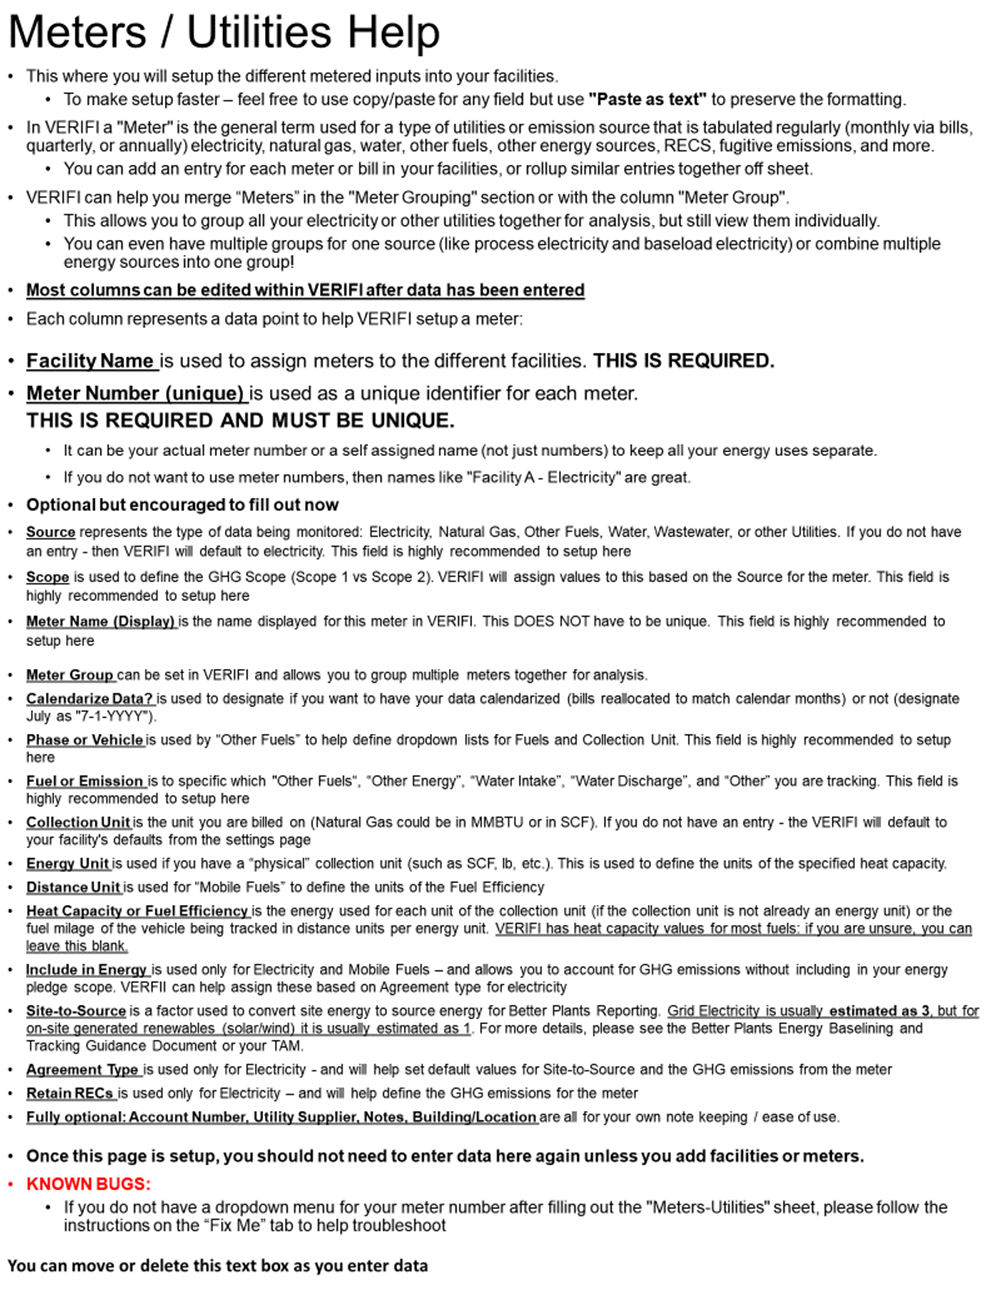 Meters / Utilities Help
• This where you will setup the different metered inputs into your facilities.
• To make setup faster – feel free to use copy/paste for any field but use "Paste as text" to preserve the formatting.
• In VERIFI a "Meter" is the general term used for a type of utilities or emission source that is tabulated regularly (monthly via bills,
quarterly, or annually) electricity, natural gas, water, other fuels, other energy sources, RECS, fugitive emissions, and more.
• You can add an entry for each meter or bill in your facilities, or rollup similar entries together off sheet.
• VERIFI can help you merge “Meters” in the "Meter Grouping" section or with the column "Meter Group".
• This allows you to group all your electricity or other utilities together for analysis, but still view them individually.
• You can even have multiple groups for one source (like process electricity and baseload electricity) or combine multiple
energy sources into one group!
• Most columns can be edited within VERIFI after data has been entered
• Each column represents a data point to help VERIFI setup a meter:
• Facility Name is used to assign meters to the different facilities. THIS IS REQUIRED.
• Meter Number (unique) is used as a unique identifier for each meter.
THIS IS REQUIRED AND MUST BE UNIQUE.
• It can be your actual meter number or a self assigned name (not just numbers) to keep all your energy uses separate.
• If you do not want to use meter numbers, then names like "Facility A - Electricity" are great.
• Optional but encouraged to fill out now
• Source represents the type of data being monitored: Electricity, Natural Gas, Other Fuels, Water, Wastewater, or other Utilities. If you do not have
an entry - then VERIFI will default to electricity. This field is highly recommended to setup here
• Scope is used to define the GHG Scope (Scope 1 vs Scope 2). VERIFI will assign values to this based on the Source for the meter. This field is
highly recommended to setup here
• Meter Name (Display) is the name displayed for this meter in VERIFI. This DOES NOT have to be unique. This field is highly recommended to
setup here
• Meter Group can be set in VERIFI and allows you to group multiple meters together for analysis.
• Calendarize Data? is used to designate if you want to have your data calendarized (bills reallocated to match calendar months) or not (designate
July as "7-1-YYYY").
• Phase or Vehicle is used by “Other Fuels” to help define dropdown lists for Fuels and Collection Unit. This field is highly recommended to setup
here
• Fuel or Emission is to specific which "Other Fuels", “Other Energy”, “Water Intake”, “Water Discharge”, and “Other” you are tracking. This field is
highly recommended to setup here
• Collection Unit is the unit you are billed on (Natural Gas could be in MMBTU or in SCF). If you do not have an entry - the VERIFI will default to
your facility's defaults from the settings page
• Energy Unit is used if you have a “physical” collection unit (such as SCF, lb, etc.). This is used to define the units of the specified heat capacity.
• Distance Unit is used for “Mobile Fuels” to define the units of the Fuel Efficiency
• Heat Capacity or Fuel Efficiency is the energy used for each unit of the collection unit (if the collection unit is not already an energy unit) or the
fuel milage of the vehicle being tracked in distance units per energy unit. VERIFI has heat capacity values for most fuels: if you are unsure, you can
leave this blank.
• Include in Energy is used only for Electricity and Mobile Fuels – and allows you to account for GHG emissions without including in your energy
pledge scope. VERFII can help assign these based on Agreement type for electricity
• Site-to-Source is a factor used to convert site energy to source energy for Better Plants Reporting. Grid Electricity is usually estimated as 3, but for
on-site generated renewables (solar/wind) it is usually estimated as 1. For more details, please see the Better Plants Energy Baselining and
Tracking Guidance Document or your TAM.
• Agreement Type is used only for Electricity - and will help set default values for Site-to-Source and the GHG emissions from the meter
• Retain RECs is used only for Electricity – and will help define the GHG emissions for the meter
• Fully optional: Account Number, Utility Supplier, Notes, Building/Location are all for your own note keeping / ease of use.
• Once this page is setup, you should not need to enter data here again unless you add facilities or meters.
• KNOWN BUGS:
• If you do not have a dropdown menu for your meter number after filling out the "Meters-Utilities" sheet, please follow the
instructions on the “Fix Me” tab to help troubleshoot
You can move or delete this text box as you enter data